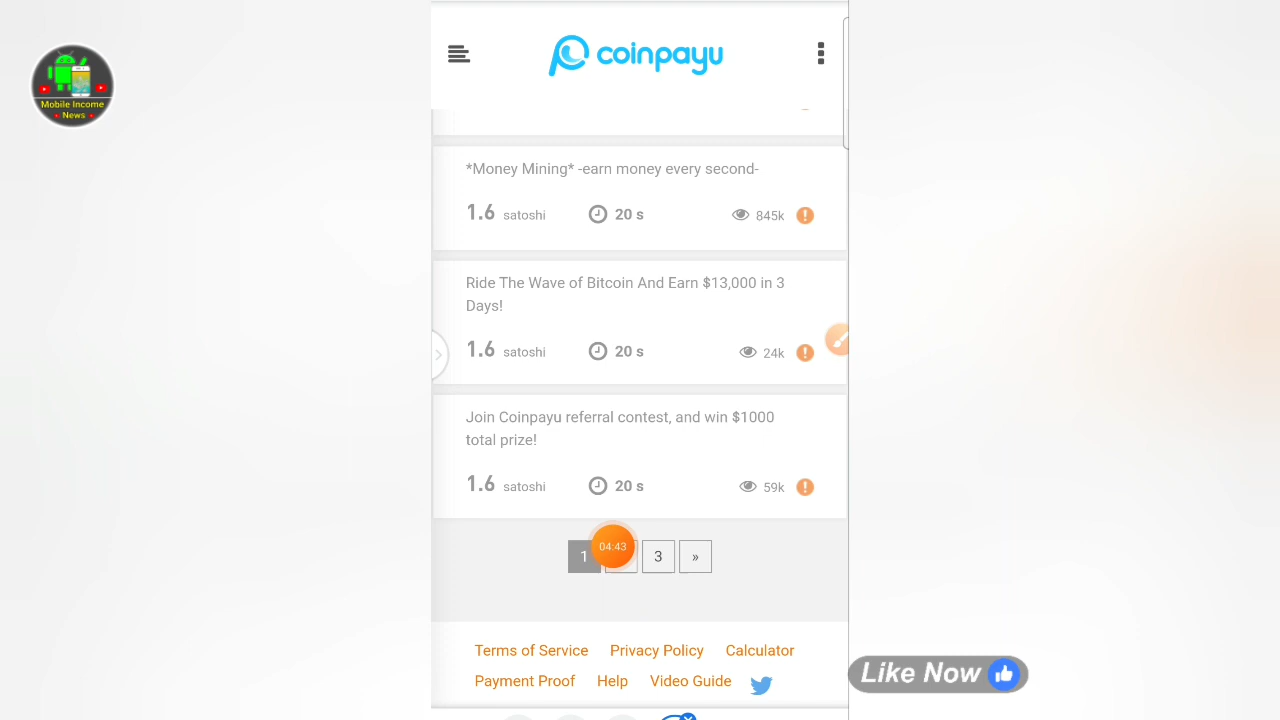 Mobile Income
News
coinpayu
*Money Mining* -earn money every second-
1.6 satoshi 20 s 845k
Ride The Wave of Bitcoin And Earn $13,000 in 3
Days!
1.6 satoshi 20 s 24k
Join Coinpayu referral contest, and win $1000
total prize!
1.6 satoshi 20 s 59k
04:43
1 3 »
Terms of Service Privacy Policy Calculator
Payment Proof Help Video Guide
Like Now